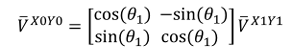 V̅^{X0Y0} = [cos(θ₁) −sin(θ₁)
sin(θ₁) cos(θ₁)] V̅^{X1Y1}